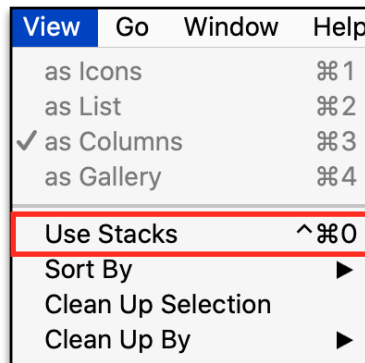 View Go Window Help
as Icons ⌘1
as List ⌘2
✓ as Columns ⌘3
as Gallery ⌘4
Use Stacks ^⌘0
Sort By ▶
Clean Up Selection
Clean Up By ▶